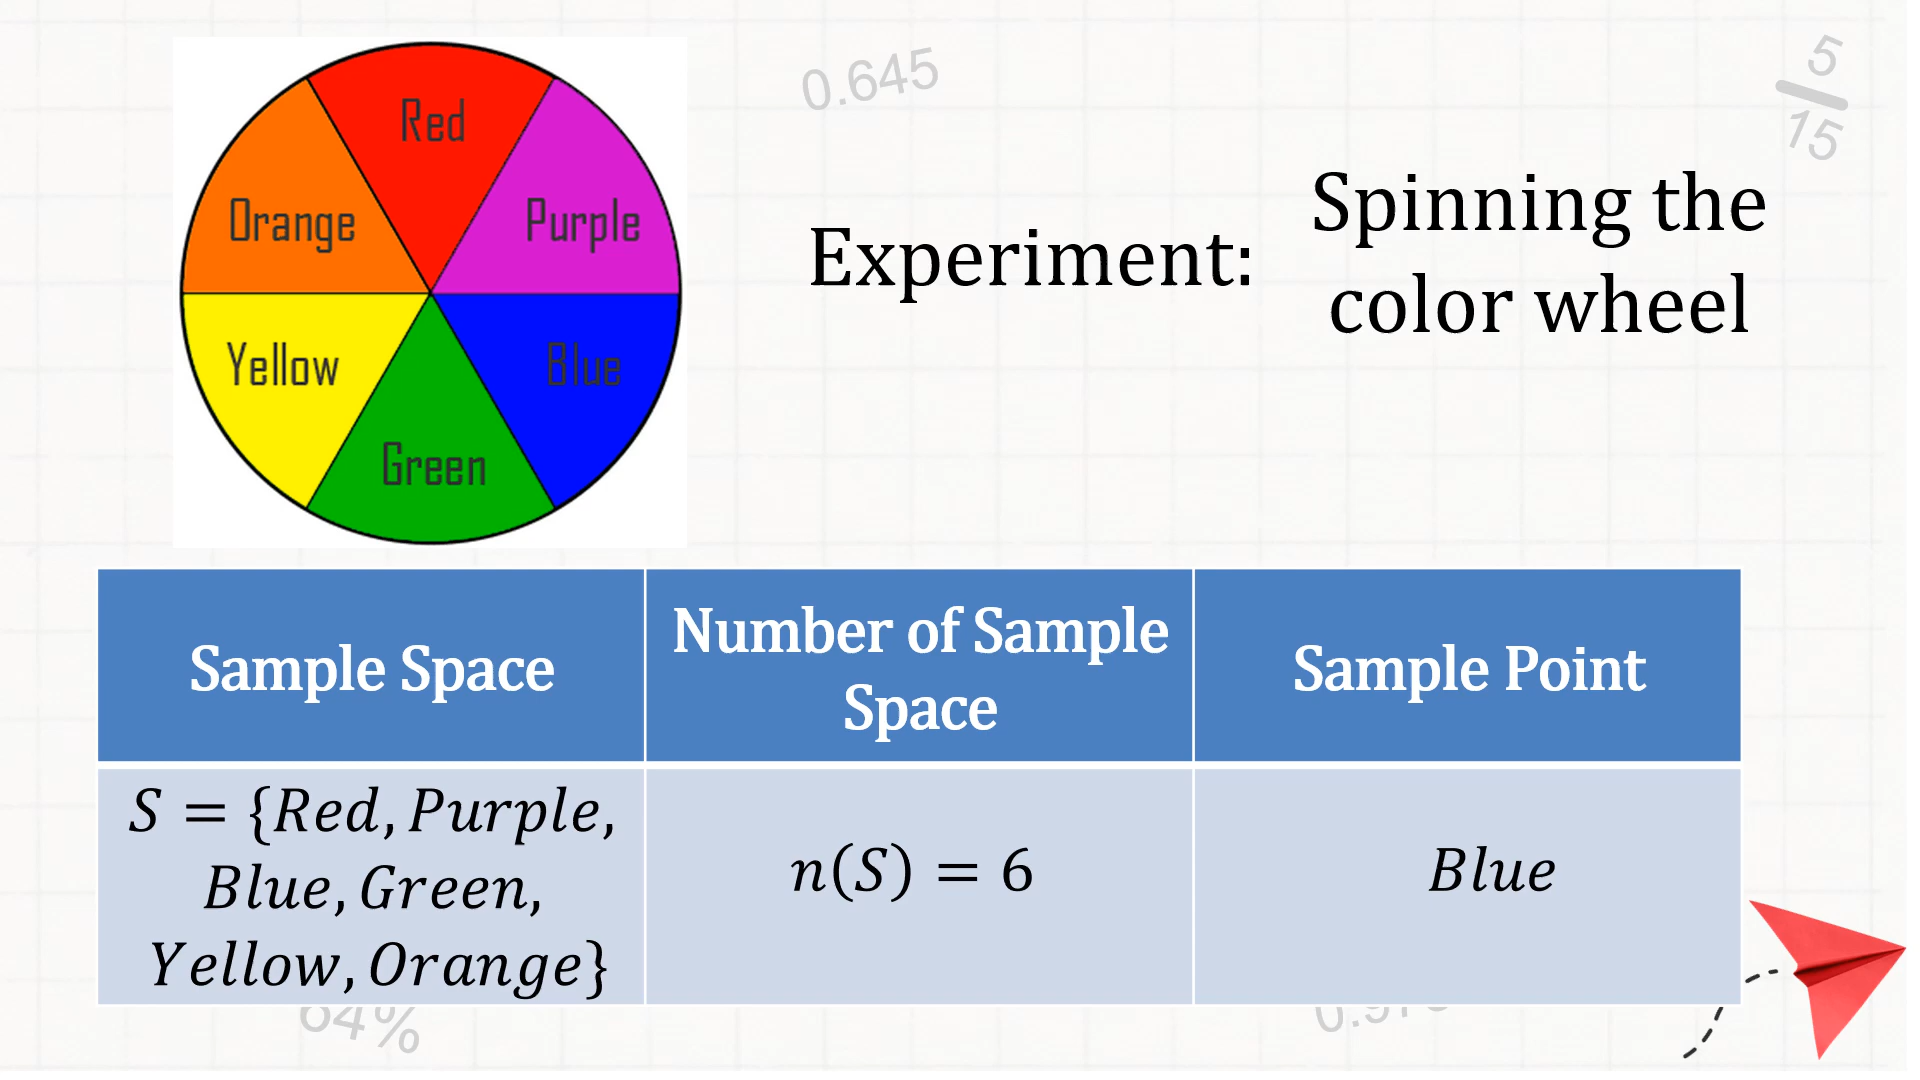 0.645
5
15
Red
Orange
Purple
Yellow
Blue
Green
Experiment:
Spinning the
color wheel
Sample Space
Number of Sample
Space
Sample Point
S = {Red, Purple,
Blue, Green,
Yellow, Orange}
n(S) = 6
Blue
64%